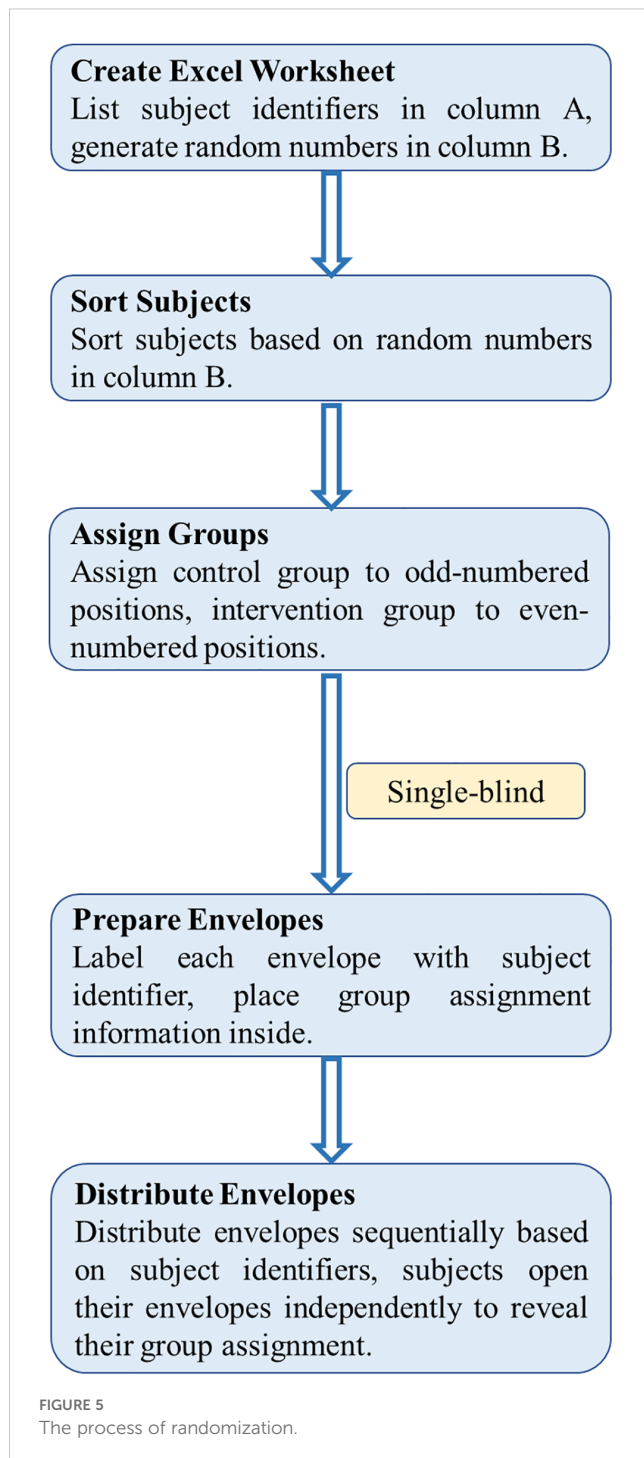 Create Excel Worksheet
List subject identifiers in column A,
generate random numbers in column B.
Sort Subjects
Sort subjects based on random numbers
in column B.
Assign Groups
Assign control group to odd-numbered
positions, intervention group to even-
numbered positions.
Single-blind
Prepare Envelopes
Label each envelope with subject
identifier, place group assignment
information inside.
Distribute Envelopes
Distribute envelopes sequentially based
on subject identifiers, subjects open
their envelopes independently to reveal
their group assignment.
FIGURE 5
The process of randomization.